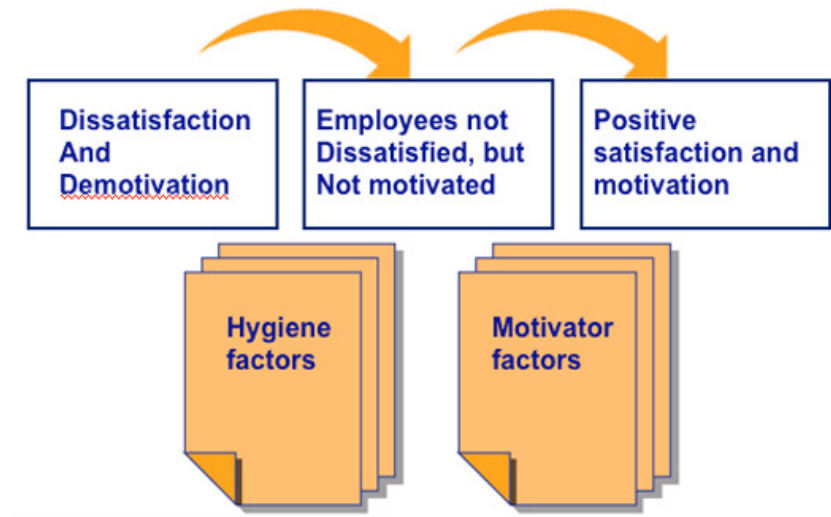 Dissatisfaction
And
Demotivation
Employees not
Dissatisfied, but
Not motivated
Positive
satisfaction and
motivation
Hygiene
factors
Motivator
factors